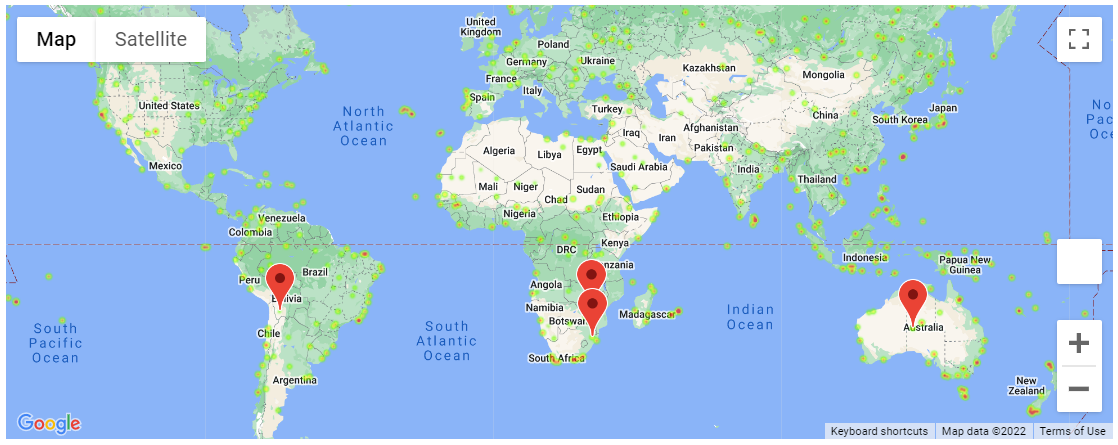 Map
Satellite
United
Kingdom
Poland
Germany
Ukraine
France
Kazakhstan
Mongolia
Italy
Spain
United States
North
Atlantic
Ocean
Turkey
China
Japan
South Korea
No
Pac
Oce
Afghanistan
Iraq
Iran
Pakistan
Algeria
Libya
Egypt
Mexico
Saudi Arabia
India
Thailand
Mali
Niger
Sudan
Chad
Nigeria
Ethiopia
Venezuela
Colombia
Kenya
DRC
Indonesia
Papua New
Guinea
nzania
Peru
Brazil
Angola
Bolivia
Namibia
Botswan
Madagascar
Indian
Ocean
Australia
South
Pacific
Ocean
South
Atlantic
Ocean
Chile
South Africa
Argentina
New
Zealand
Google
Keyboard shortcuts
Map data ©2022
Terms of Use